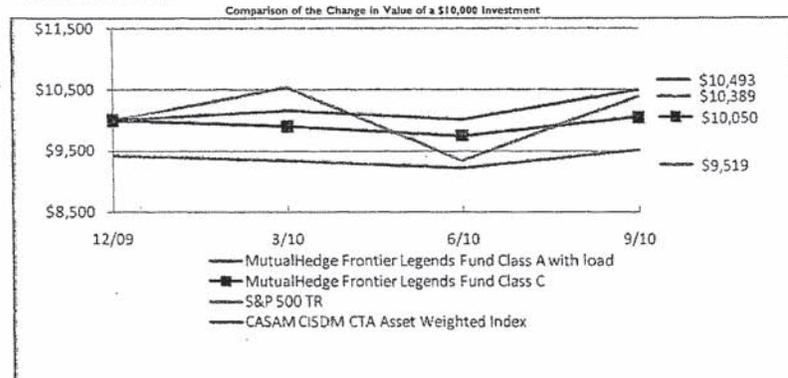 Comparison of the Change in Value of a $10,000 Investment
$11,500
$10,500
$9,500
$8,500
$10,493
$10,389
$10,050
$9,519
12/09 3/10 6/10 9/10
MutualHedge Frontier Legends Fund Class A with load
MutualHedge Frontier Legends Fund Class C
S&P 500 TR
CASAM CISDM CTA Asset Weighted Index